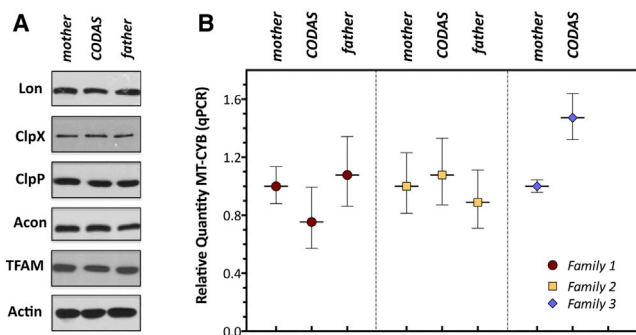 A
mother
CODAS
father
Lon
ClpX
ClpP
Acon
TFAM
Actin
B
mother
CODAS
father
mother
CODAS
father
mother
CODAS
Relative Quantity MT-CYB (qPCR)
1.6
1.2
0.8
0.4
0.0
Family 1
Family 2
Family 3